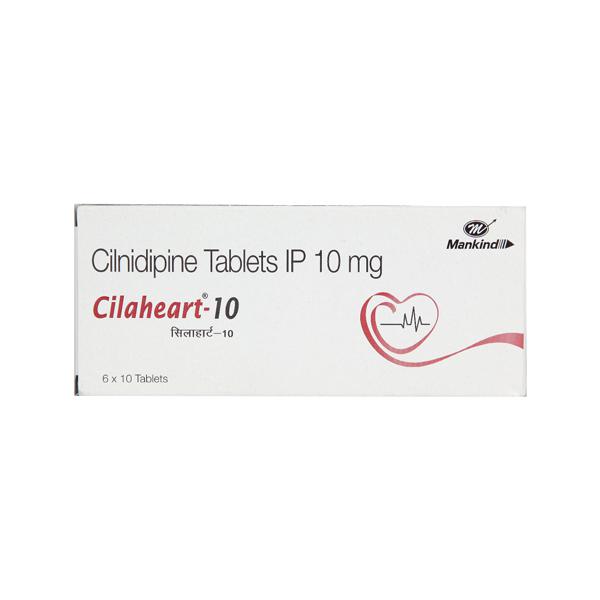 m
Mankind
Cilnidipine Tablets IP 10 mg
Cilaheart®-10
सिलाहार्ट–10
6 x 10 Tablets